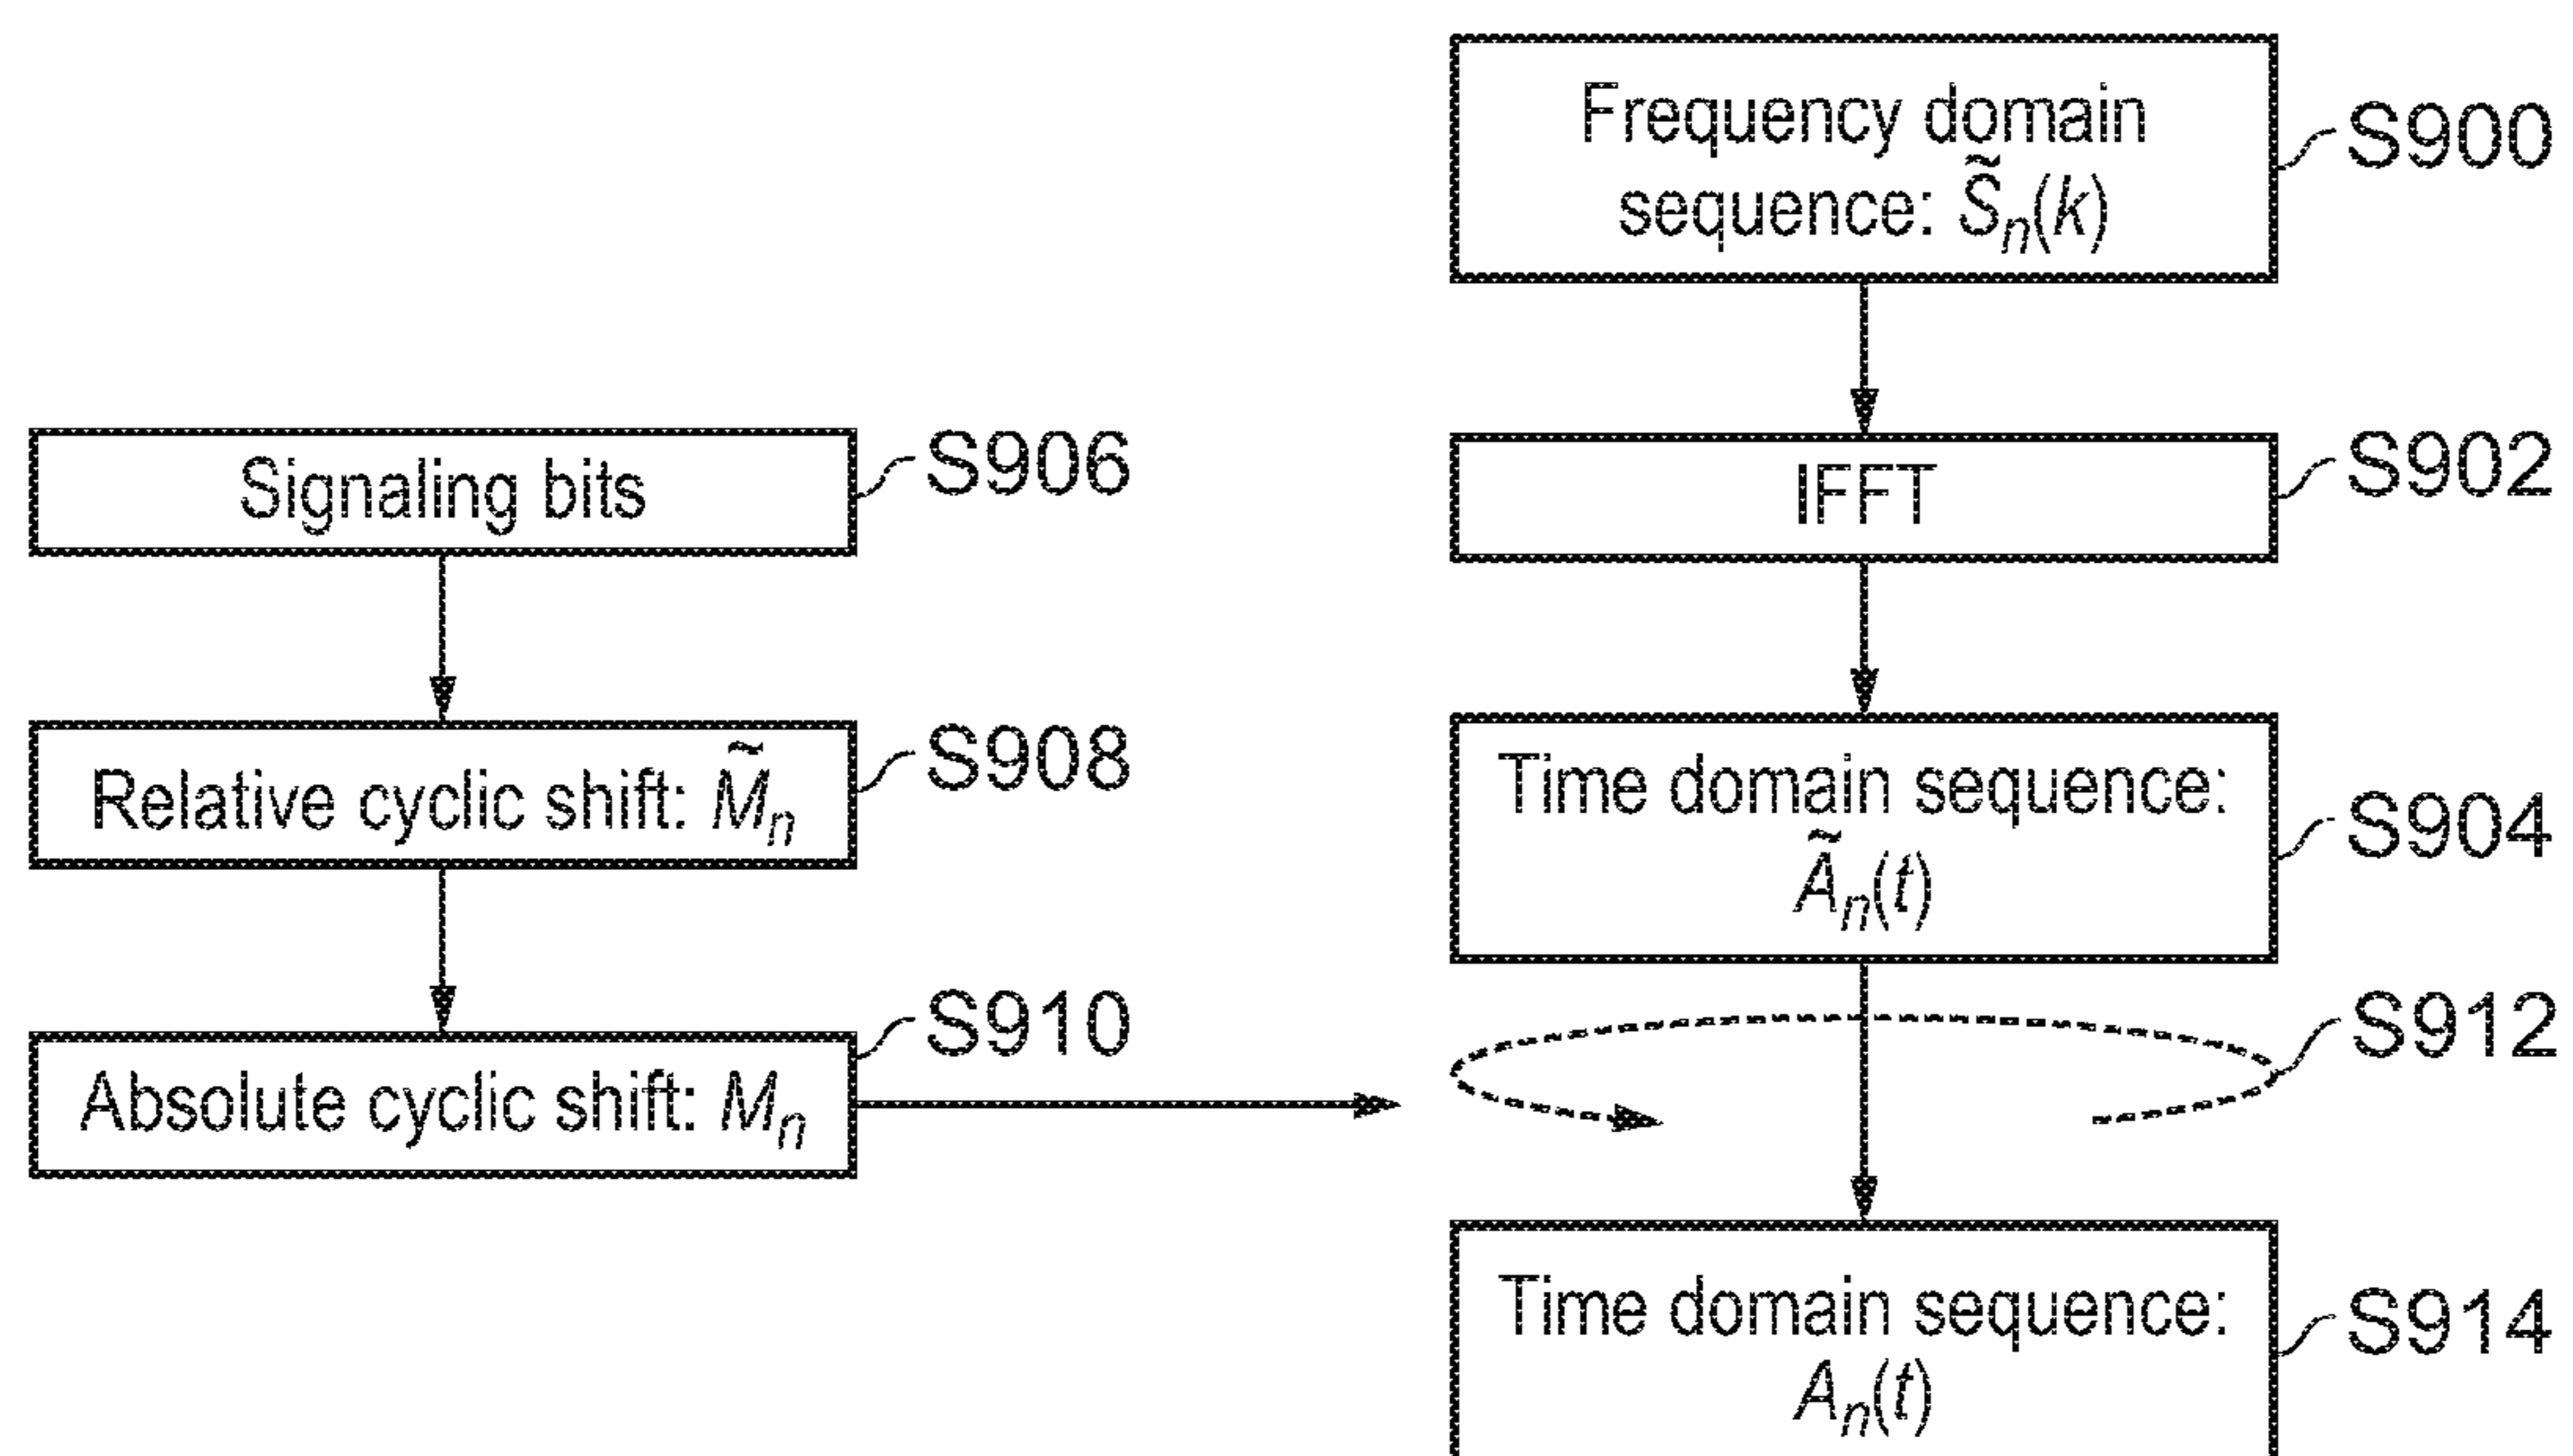 Frequency domain
sequence: S̃ₙ(k)
S900
Signaling bits
S906
IFFT
S902
Relative cyclic shift: M̃ₙ
S908
Time domain sequence:
Ãₙ(t)
S904
Absolute cyclic shift: Mₙ
S910
S912
Time domain sequence:
Aₙ(t)
S914